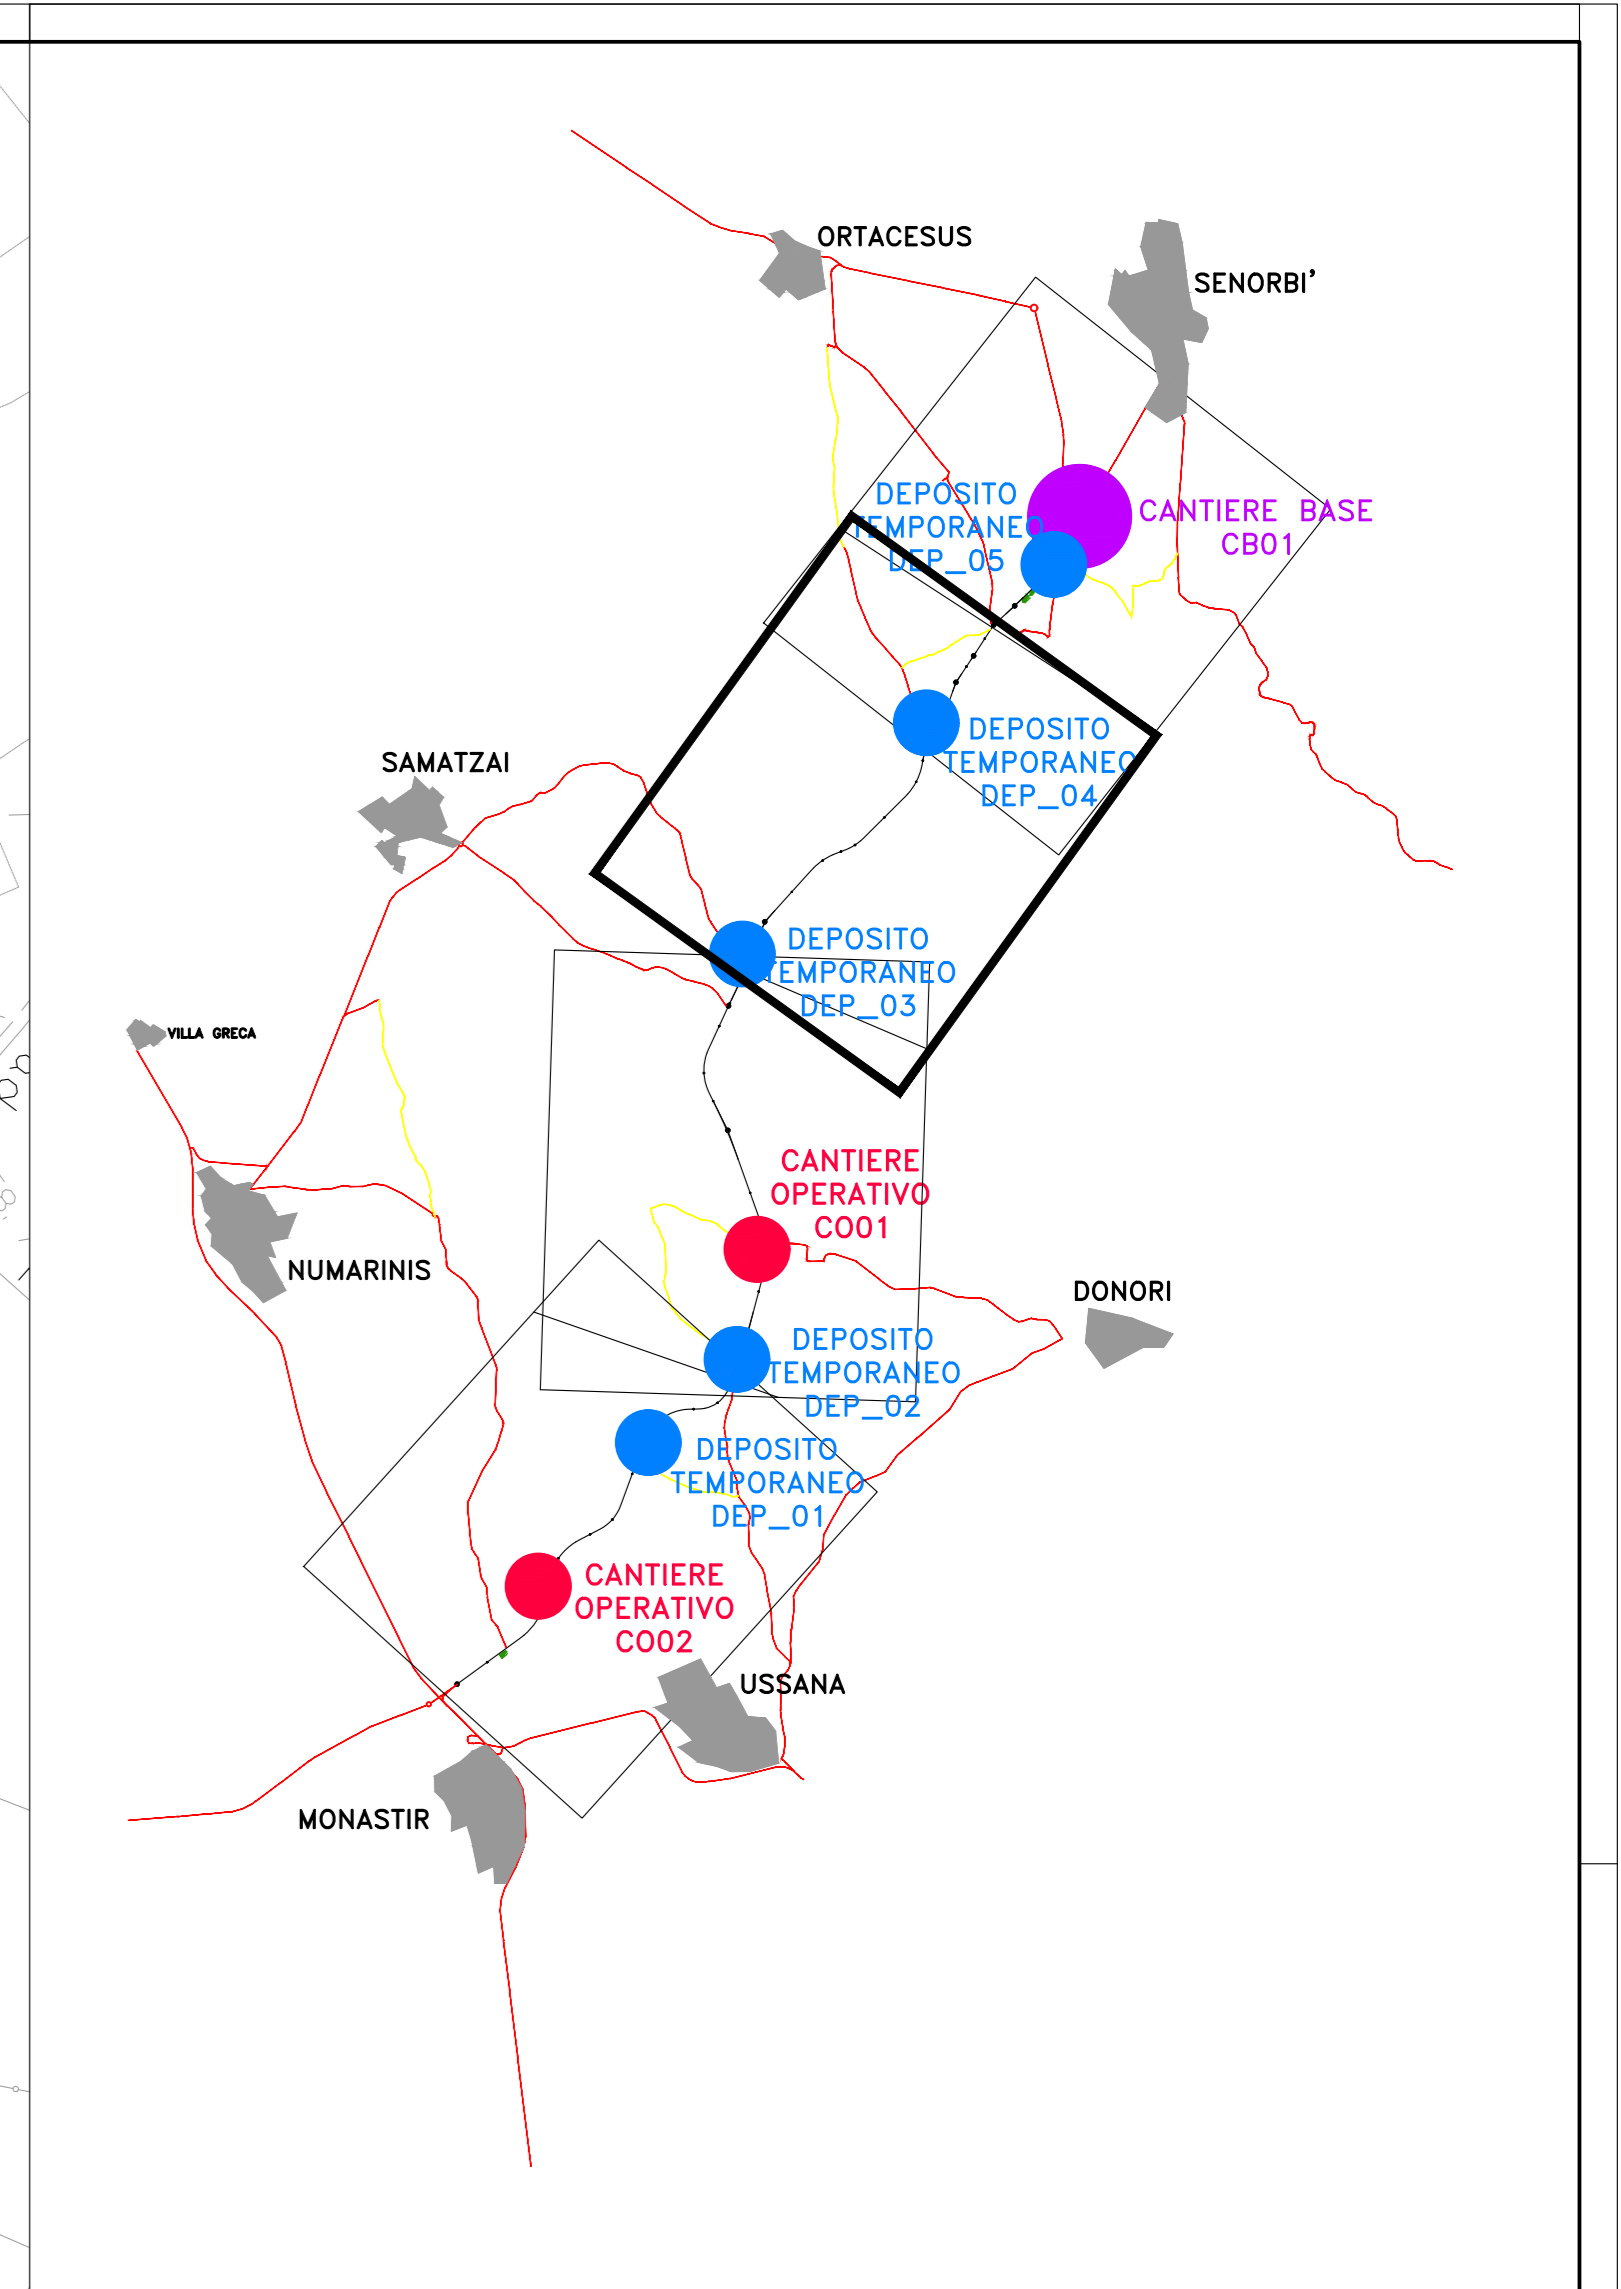 ORTACESUS
SENORBI'
DEPOSITO
TEMPORANEO
DEP_05
CANTIERE BASE
CB01
DEPOSITO
TEMPORANEO
DEP_04
SAMATZAI
DEPOSITO
TEMPORANEO
DEP_03
VILLA GRECA
CANTIERE
OPERATIVO
CO01
NUMARINIS
DONORI
DEPOSITO
TEMPORANEO
DEP_02
DEPOSITO
TEMPORANEO
DEP_01
CANTIERE
OPERATIVO
CO02
USSANA
MONASTIR